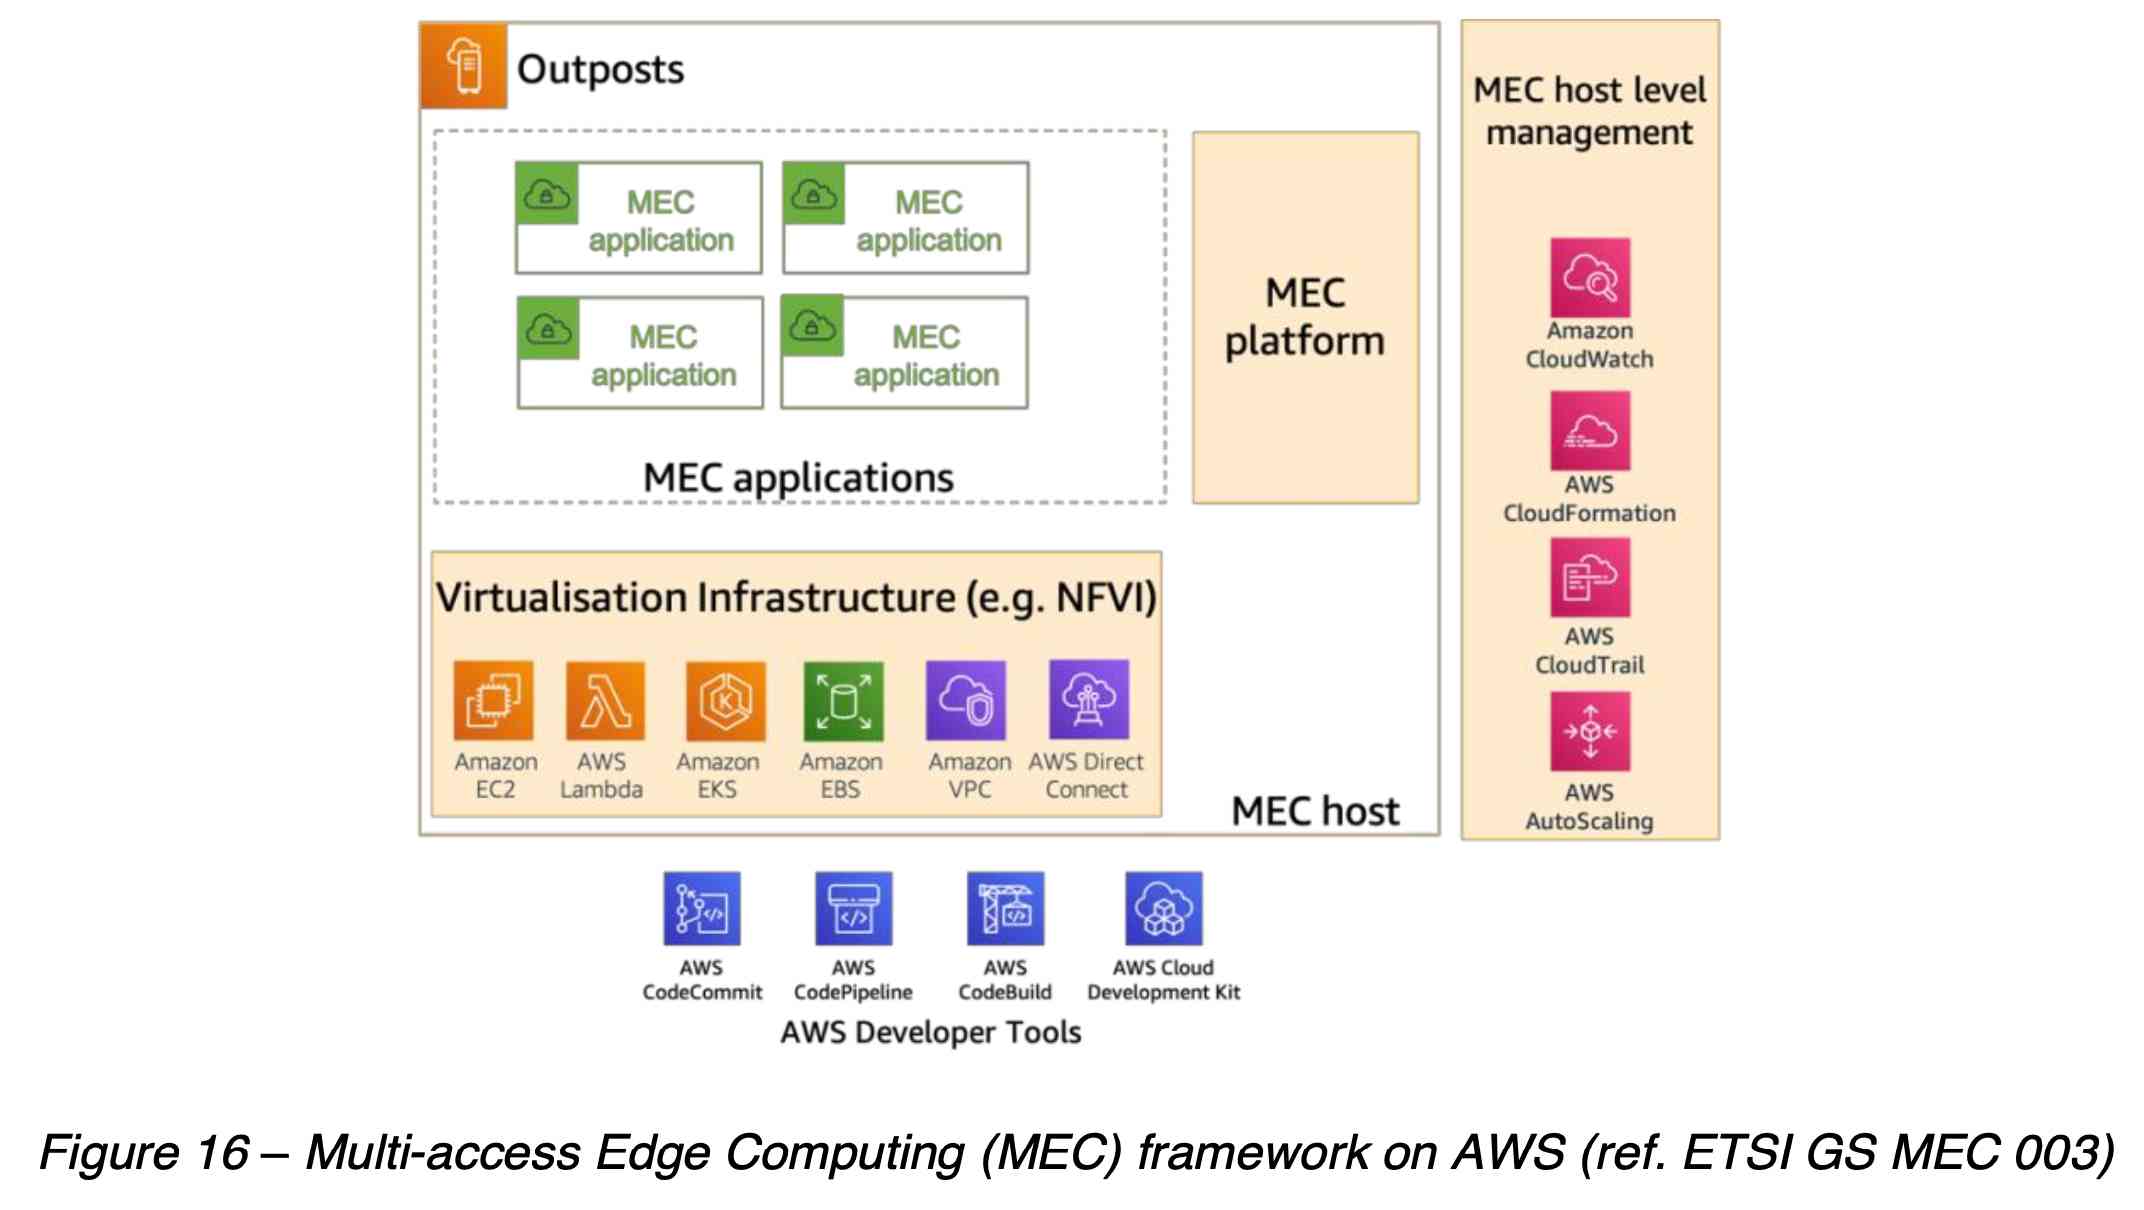 Outposts
MEC host level
management
MEC
application
MEC
application
MEC
application
MEC
application
MEC applications
MEC
platform
Amazon
CloudWatch
AWS
CloudFormation
AWS
CloudTrail
AWS
AutoScaling
Virtualisation Infrastructure (e.g. NFVI)
Amazon
EC2
AWS
Lambda
Amazon
EKS
Amazon
EBS
Amazon
VPC
AWS Direct
Connect
MEC host
AWS
CodeCommit
AWS
CodePipeline
AWS
CodeBuild
AWS Cloud
Development Kit
AWS Developer Tools
Figure 16 – Multi-access Edge Computing (MEC) framework on AWS (ref. ETSI GS MEC 003)